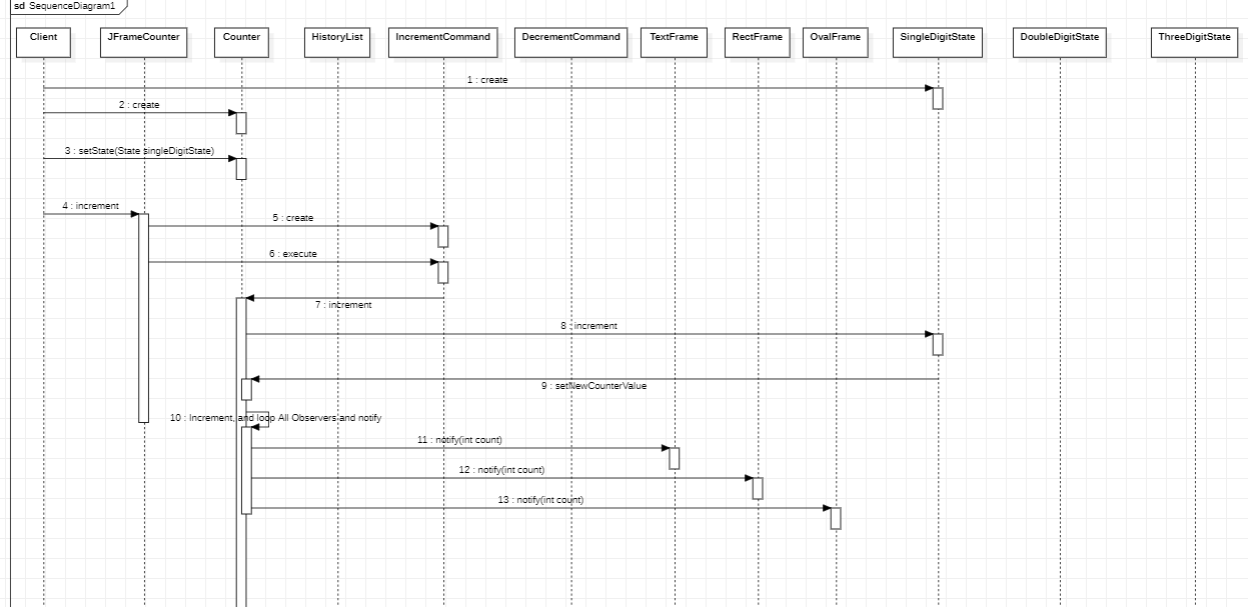 sd SequenceDiagram1
Client
JFrameCounter
Counter
HistoryList
IncrementCommand
DecrementCommand
TextFrame
RectFrame
OvalFrame
SingleDigitState
DoubleDigitState
ThreeDigitState
1 : create
2 : create
3 : setState(State singleDigitState)
4 : increment
5 : create
6 : execute
7 : increment
8 : increment
9 : setNewCounterValue
10 : Increment, and loop All Observers and notify
11 : notify(int count)
12 : notify(int count)
13 : notify(int count)